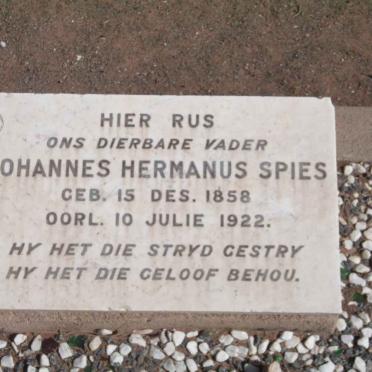 HIER RUS
ONS DIERBARE VADER
OHANNES HERMANUS SPIES
GEB. 15 DES. 1858
OORL. 10 JULIE 1922.
HY HET DIE STRYD GESTRY
HY HET DIE GELOOF BEHOU.